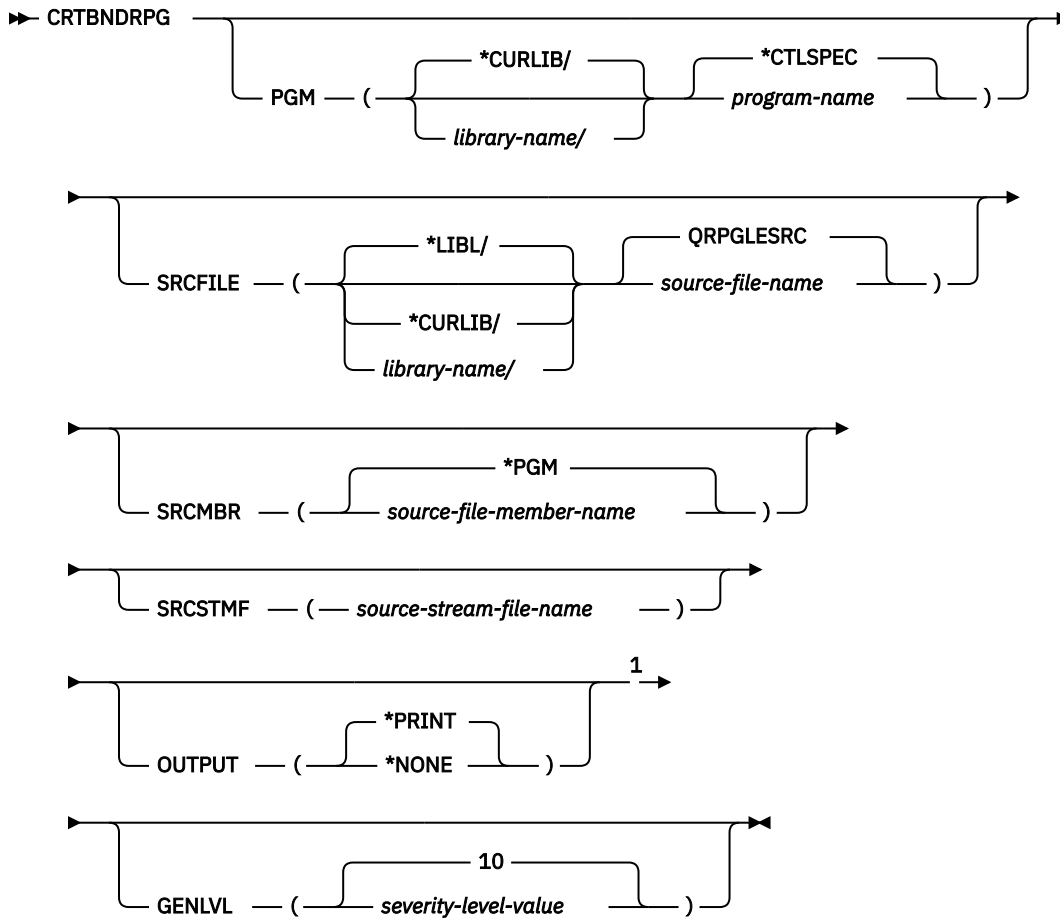 CRTBNDRPG
*CURLIB/ *CTLSPEC
PGM ( program-name )
library-name/
*LIBL/ QRPGLESRC
SRCFILE ( source-file-name )
*CURLIB/
library-name/
*PGM
SRCMBR ( source-file-member-name )
SRCSTMF ( source-stream-file-name )
1
*PRINT
OUTPUT ( *NONE )
10
GENLVL ( severity-level-value )